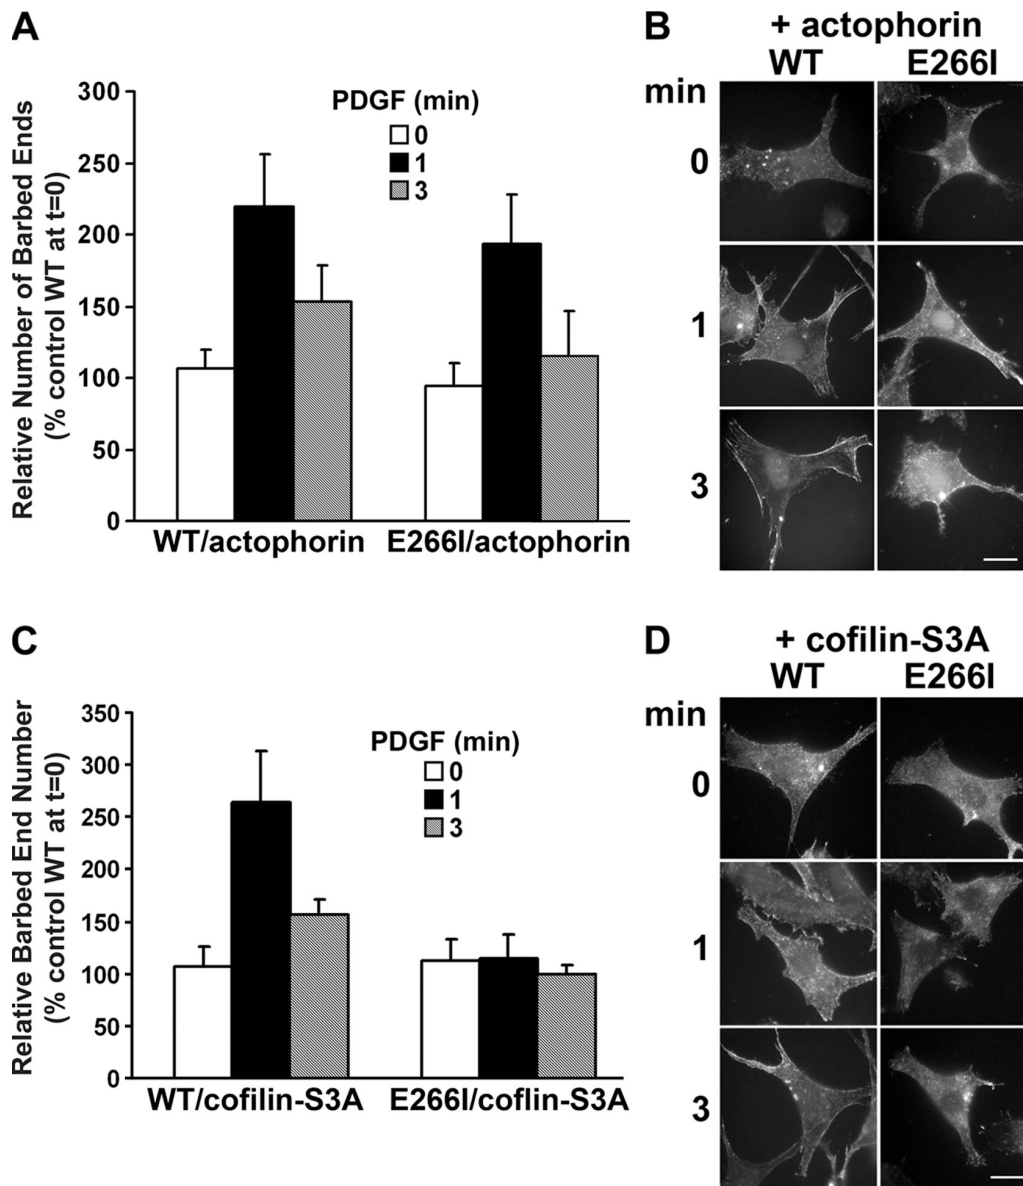 A
Relative Number of Barbed Ends
(% control WT at t=0)
300
250
200
150
100
50
0
PDGF (min)
0
1
3
WT/actophorin
E266I/actophorin
B
+ actophorin
WT
E266I
min
0
1
3
C
Relative Barbed End Number
(% control WT at t=0)
350
300
250
200
150
100
50
0
PDGF (min)
0
1
3
WT/cofilin-S3A
E266I/coflin-S3A
D
+ cofilin-S3A
WT
E266I
min
0
1
3